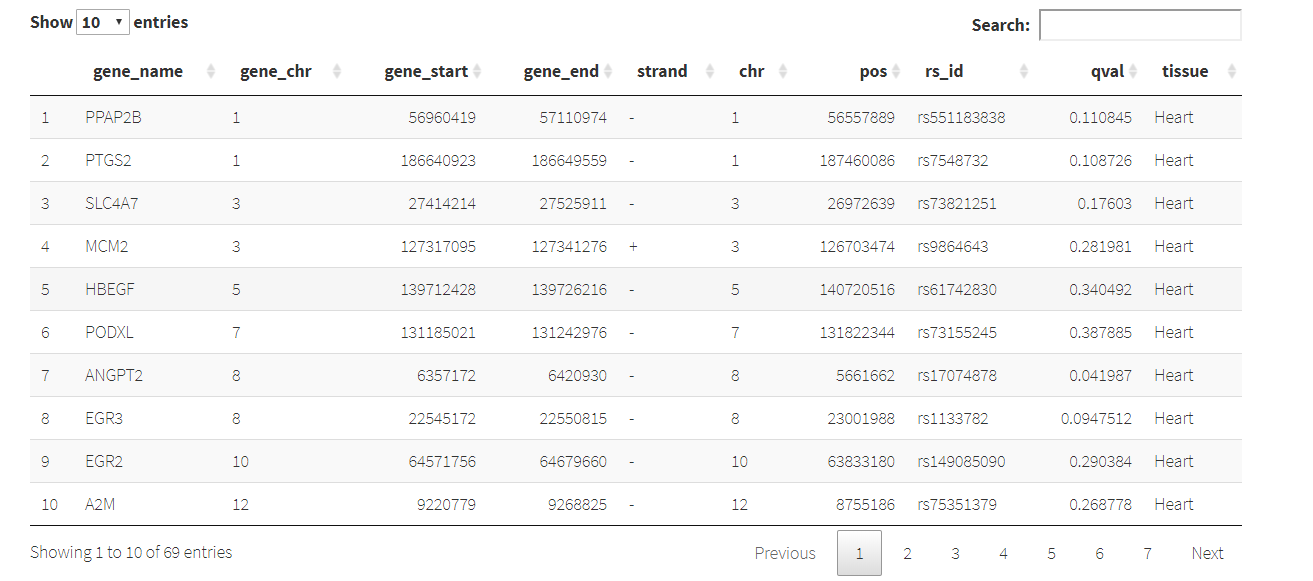 Show 10 entries Search:
gene_name gene_chr gene_start gene_end strand chr pos rs_id qval tissue
1 PPAP2B 1 56960419 57110974 - 1 56557889 rs551183838 0.110845 Heart
2 PTGS2 1 186640923 186649559 - 1 187460086 rs7548732 0.108726 Heart
3 SLC4A7 3 27414214 27525911 - 3 26972639 rs73821251 0.17603 Heart
4 MCM2 3 127317095 127341276 + 3 126703474 rs9864643 0.281981 Heart
5 HBEGF 5 139712428 139726216 - 5 140720516 rs61742830 0.340492 Heart
6 PODXL 7 131185021 131242976 - 7 131822344 rs73155245 0.387885 Heart
7 ANGPT2 8 6357172 6420930 - 8 5661662 rs17074878 0.041987 Heart
8 EGR3 8 22545172 22550815 - 8 23001988 rs1133782 0.0947512 Heart
9 EGR2 10 64571756 64679660 - 10 63833180 rs149085090 0.290384 Heart
10 A2M 12 9220779 9268825 - 12 8755186 rs75351379 0.268778 Heart
Showing 1 to 10 of 69 entries Previous 1 2 3 4 5 6 7 Next